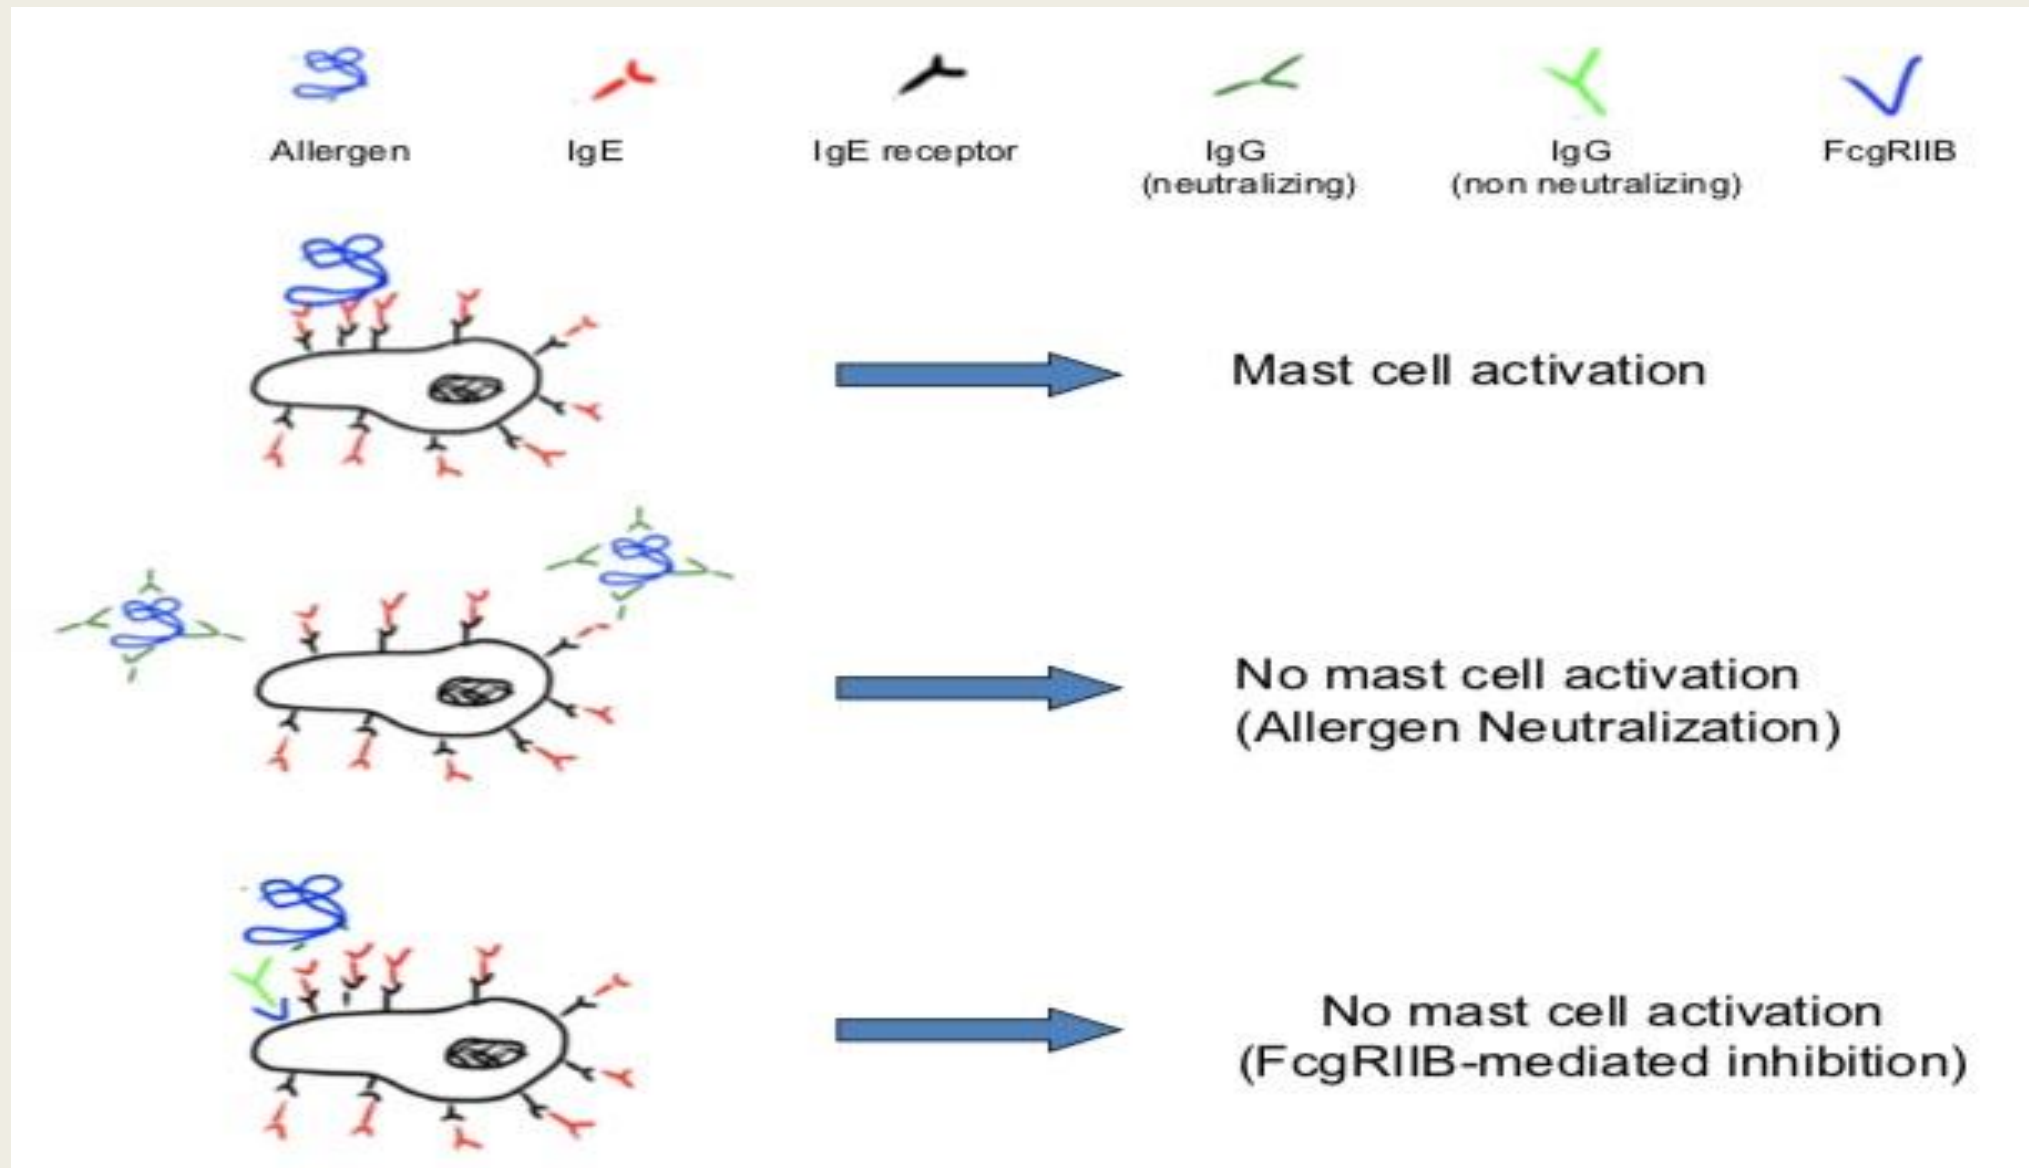 Allergen
IgE
IgE receptor
IgG
(neutralizing)
IgG
(non neutralizing)
FcgRIIB
Mast cell activation
No mast cell activation
(Allergen Neutralization)
No mast cell activation
(FcgRIIB-mediated inhibition)